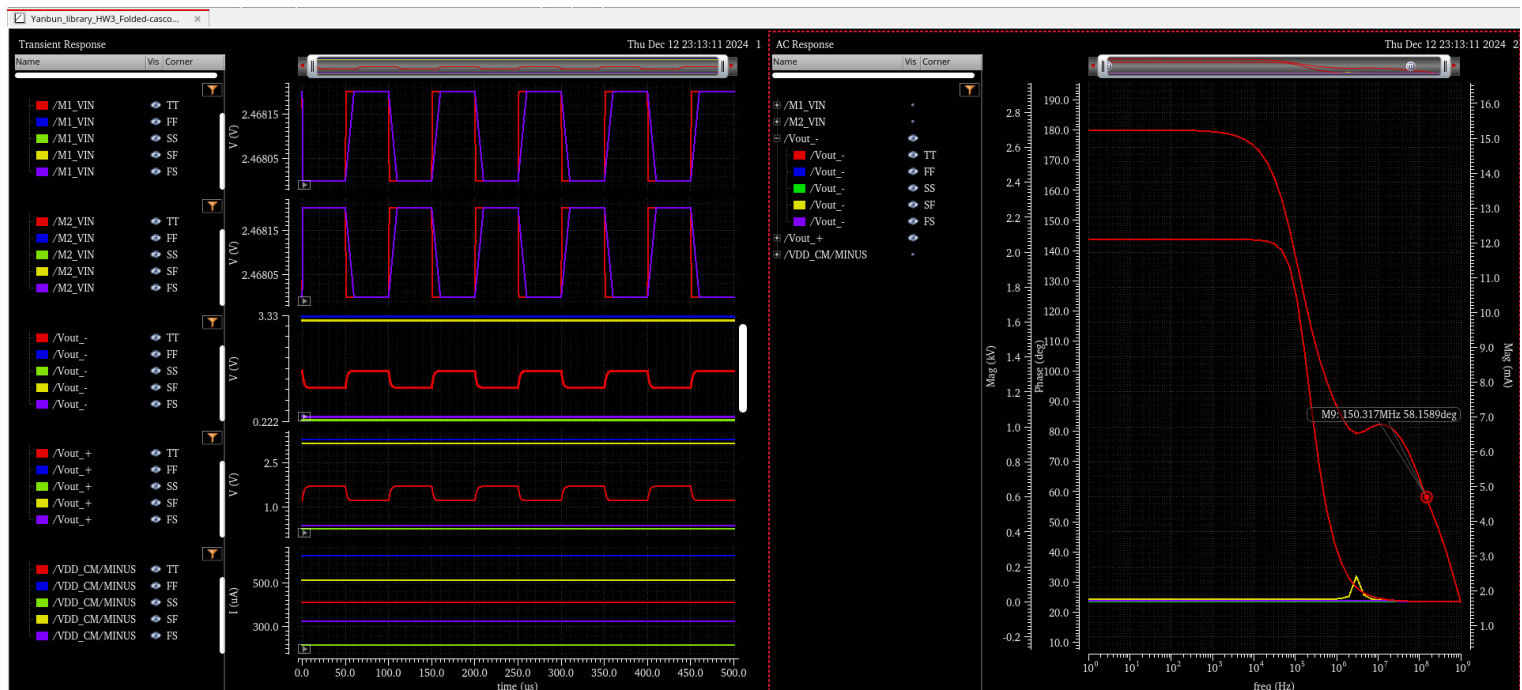 Yanbun_library_HW3_Folded-casco... ×
Transient Response
Thu Dec 12 23:13:11 2024 1
Name Vis Corner
/M1_VIN TT
/M1_VIN FF
/M1_VIN SS
/M1_VIN SF
/M1_VIN FS
V (V)
2.46815
2.46805
/M2_VIN TT
/M2_VIN FF
/M2_VIN SS
/M2_VIN SF
/M2_VIN FS
V (V)
2.46815
2.46805
/Vout_- TT
/Vout_- FF
/Vout_- SS
/Vout_- SF
/Vout_- FS
V (V)
3.33
0.222
/Vout_+ TT
/Vout_+ FF
/Vout_+ SS
/Vout_+ SF
/Vout_+ FS
V (V)
2.5
1.0
/VDD_CM/MINUS TT
/VDD_CM/MINUS FF
/VDD_CM/MINUS SS
/VDD_CM/MINUS SF
/VDD_CM/MINUS FS
I (uA)
500.0
300.0
0.0 50.0 100.0 150.0 200.0 250.0 300.0 350.0 400.0 450.0 500.0
time (us)
AC Response
Thu Dec 12 23:13:11 2024 2
Name Vis Corner
/M1_VIN
/M2_VIN
/Vout_-
/Vout_- TT
/Vout_- FF
/Vout_- SS
/Vout_- SF
/Vout_- FS
/Vout_+
/VDD_CM/MINUS
Mag (kV)
2.8
2.6
2.4
2.2
2.0
1.8
1.6
1.4
1.2
1.0
0.8
0.6
0.4
0.2
0.0
-0.2
Phase (deg)
190.0
180.0
170.0
160.0
150.0
140.0
130.0
120.0
110.0
100.0
90.0
80.0
70.0
60.0
50.0
40.0
30.0
20.0
10.0
M9: 150.317MHz 58.1589deg
Mag (mA)
16.0
15.0
14.0
13.0
12.0
11.0
10.0
9.0
8.0
7.0
6.0
5.0
4.0
3.0
2.0
1.0
10⁰ 10¹ 10² 10³ 10⁴ 10⁵ 10⁶ 10⁷ 10⁸ 10⁹
freq (Hz)